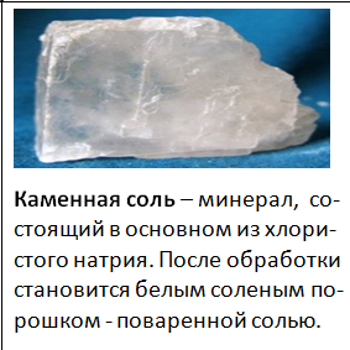 Каменная соль – минерал, со-
стоящий в основном из хлори-
стого натрия. После обработки
становится белым соленым по-
рошком - поваренной солью.